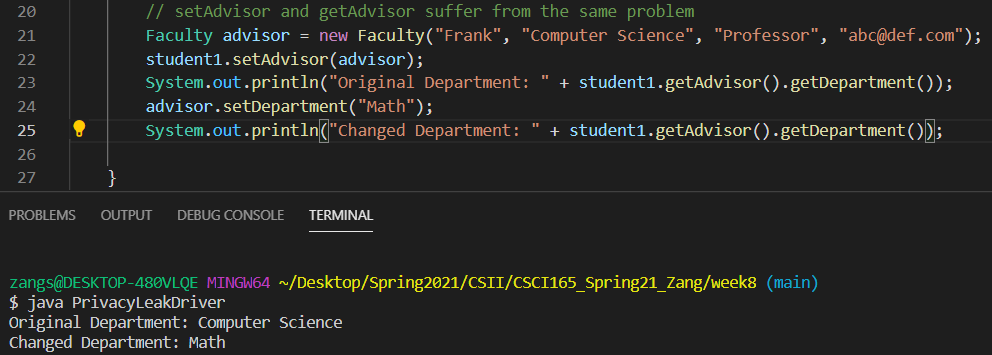 20 // setAdvisor and getAdvisor suffer from the same problem
21 Faculty advisor = new Faculty("Frank", "Computer Science", "Professor", "abc@def.com");
22 student1.setAdvisor(advisor);
23 System.out.println("Original Department: " + student1.getAdvisor().getDepartment());
24 advisor.setDepartment("Math");
25 System.out.println("Changed Department: " + student1.getAdvisor().getDepartment());
26
27 }
PROBLEMS OUTPUT DEBUG CONSOLE TERMINAL
zangs@DESKTOP-480VLQE MINGW64 ~/Desktop/Spring2021/CSII/CSCI165_Spring21_Zang/week8 (main)
$ java PrivacyLeakDriver
Original Department: Computer Science
Changed Department: Math